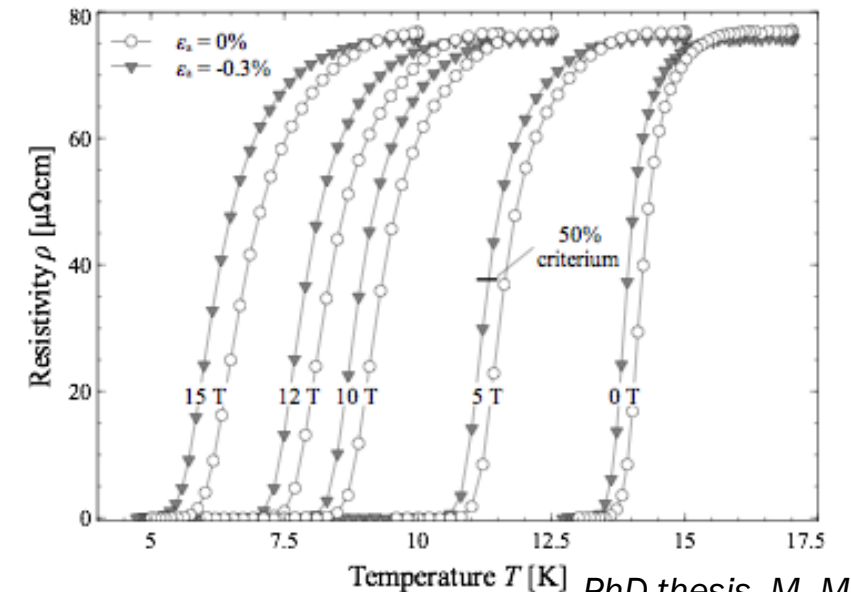 80
60
40
20
0
Resistivity ρ [μΩcm]
εa = 0%
εa = -0.3%
50%
criterium
15 T
12 T
10 T
5 T
0 T
5
7.5
10
12.5
15
17.5
Temperature T [K]
PhD thesis, M. M